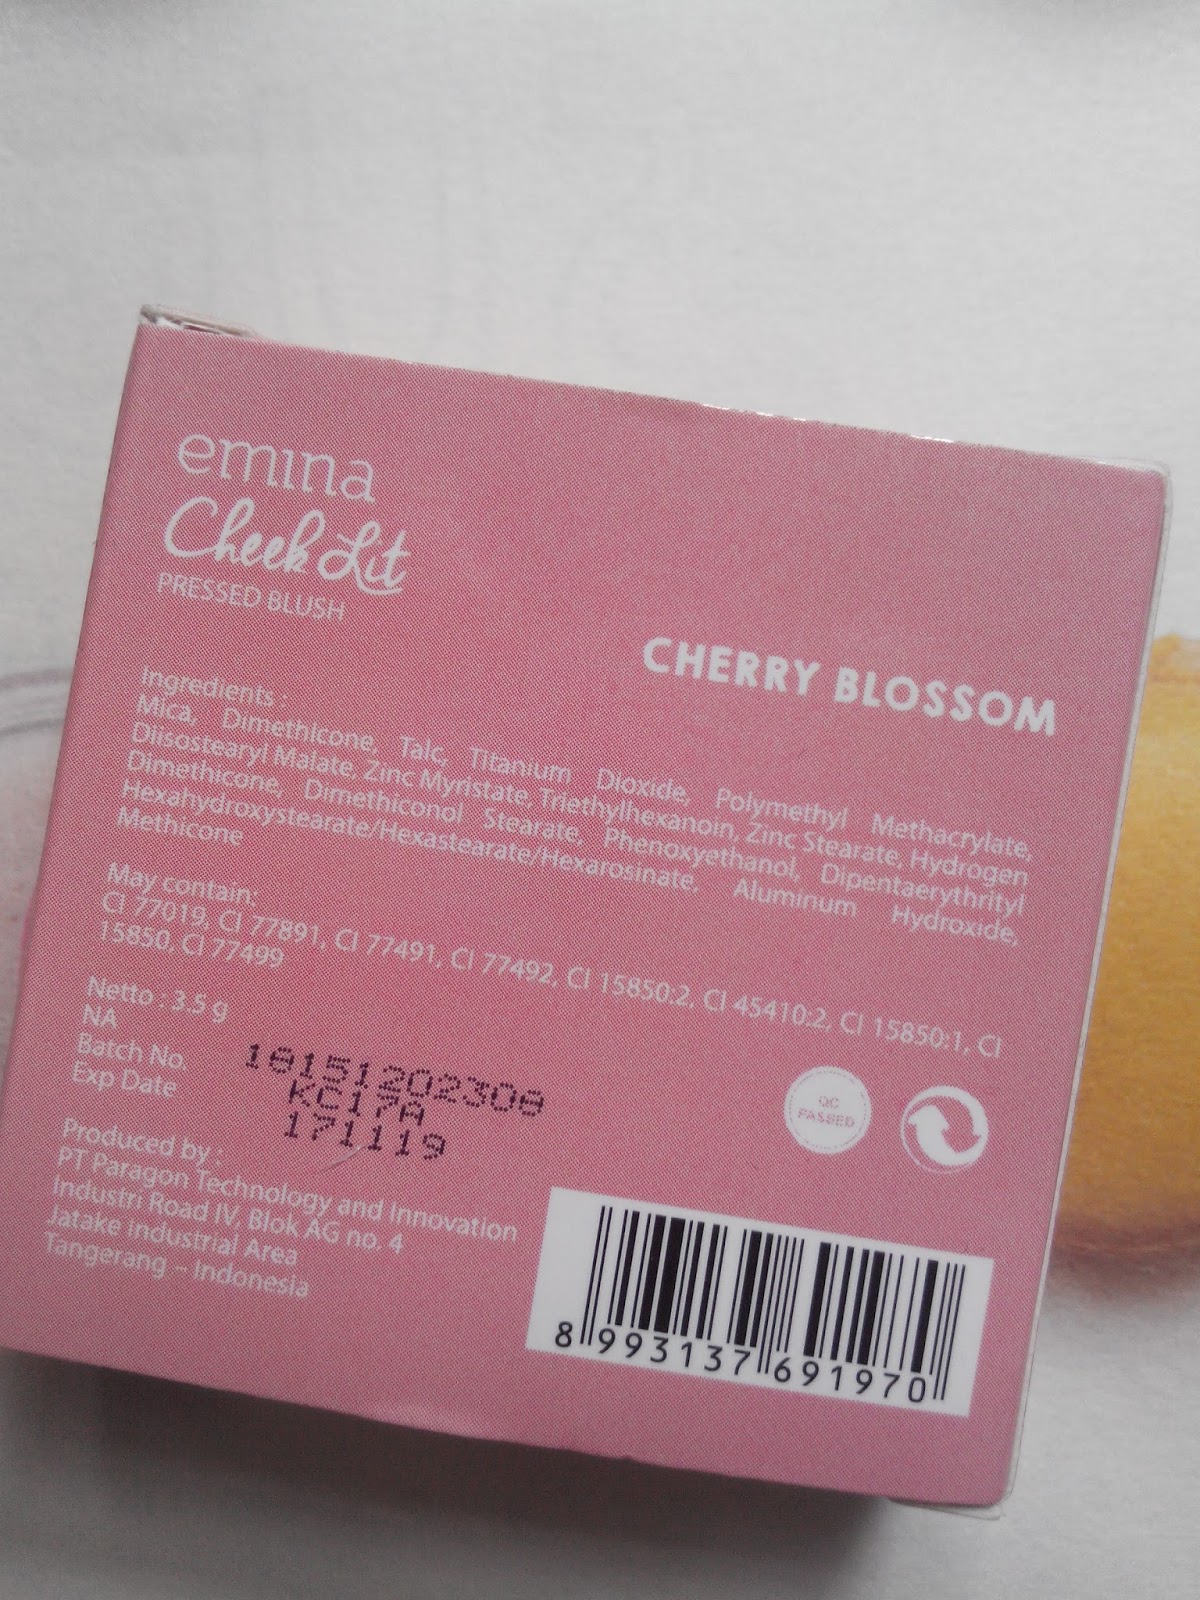 emina
Cheek Lit
PRESSED BLUSH
CHERRY BLOSSOM
Ingredients :
Mica, Dimethicone, Talc, Titanium Dioxide, Polymethyl Methacrylate,
Diisostearyl Malate, Zinc Myristate, Triethylhexanoin, Zinc Stearate, Hydrogen
Dimethicone, Dimethiconol Stearate, Phenoxyethanol, Dipentaerythrityl
Hexahydroxystearate/Hexastearate/Hexarosinate, Aluminum Hydroxide,
Methicone
May contain:
CI 77019, CI 77891, CI 77491, CI 77492, CI 15850:2, CI 45410:2, CI 15850:1, CI
15850, CI 77499
Netto : 3.5 g
NA 18151202308
Batch No. KC17A
Exp Date 171119
QC
PASSED
Produced by :
PT Paragon Technology and Innovation
Industri Road IV, Blok AG no. 4
Jatake Industrial Area
Tangerang – Indonesia
8 993137 691970